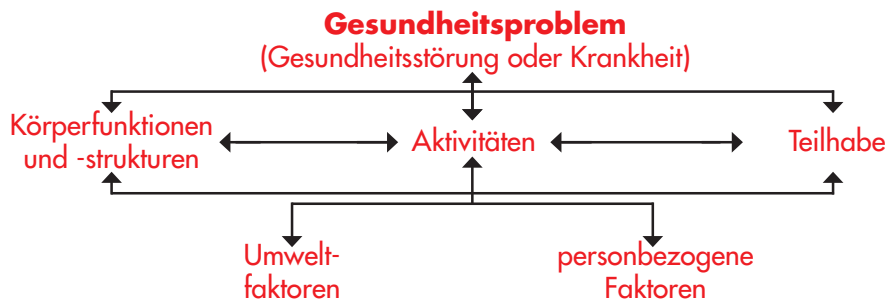 Gesundheitsproblem
(Gesundheitsstörung oder Krankheit)
Körperfunktionen
und -strukturen
Aktivitäten
Teilhabe
Umwelt-
faktoren
personbezogene
Faktoren